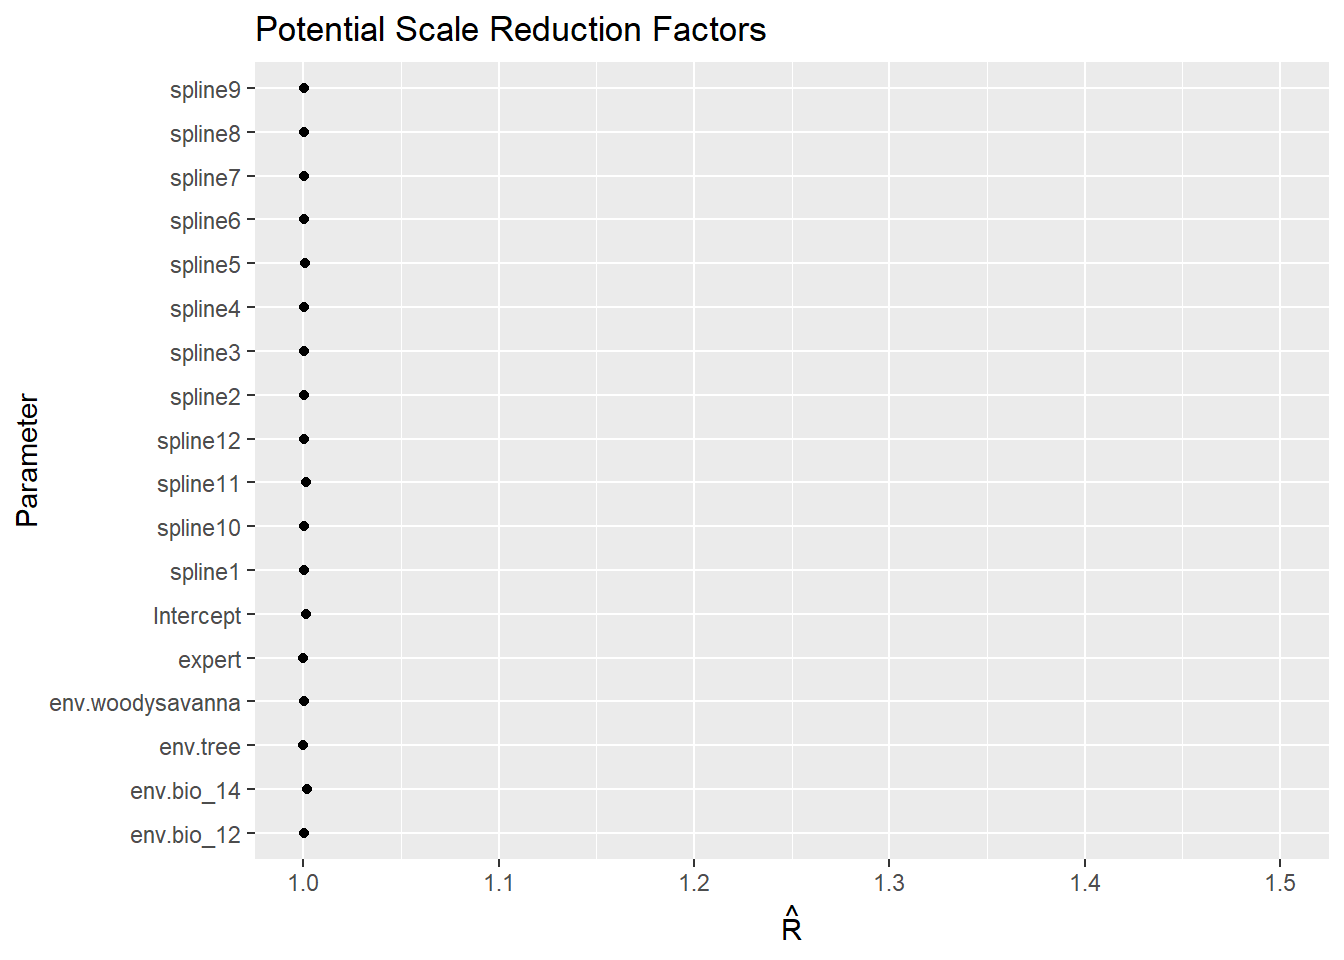 Potential Scale Reduction Factors
spline9
spline8
spline7
spline6
spline5
spline4
spline3
spline2
spline12
spline11
spline10
spline1
Intercept
expert
env.woodysavanna
env.tree
env.bio_14
env.bio_12
Parameter
1.0 1.1 1.2 1.3 1.4 1.5
R̂